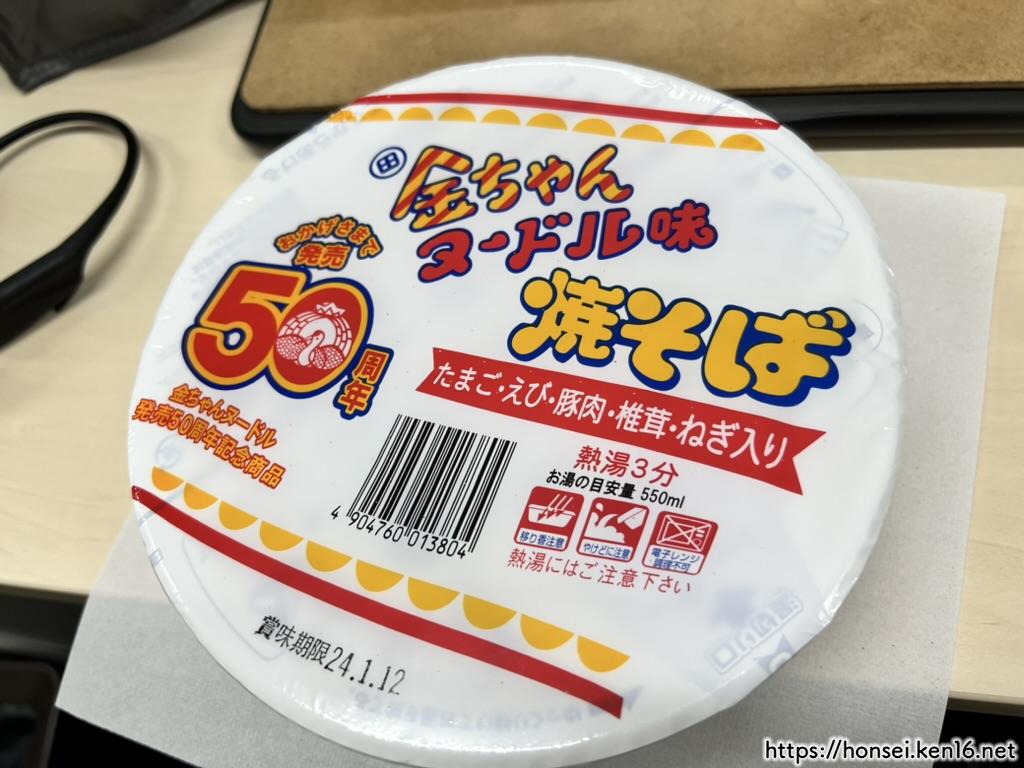 田
金ちゃん
ヌードル味
焼そば
おかげさまで
発売
50
周年
金ちゃんヌードル
発売50周年記念商品
たまご・えび・豚肉・椎茸・ねぎ入り
熱湯3分
お湯の目安量 550ml
移り香注意
やけどに注意
電子レンジ
調理不可
熱湯にはご注意下さい
4 904760 013804
賞味期限24.1.12
https://honsei.ken16.net